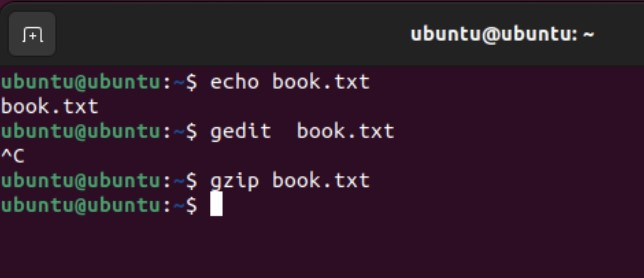 ubuntu@ubuntu: ~
ubuntu@ubuntu:~$ echo book.txt
book.txt
ubuntu@ubuntu:~$ gedit  book.txt
^C
ubuntu@ubuntu:~$ gzip book.txt
ubuntu@ubuntu:~$